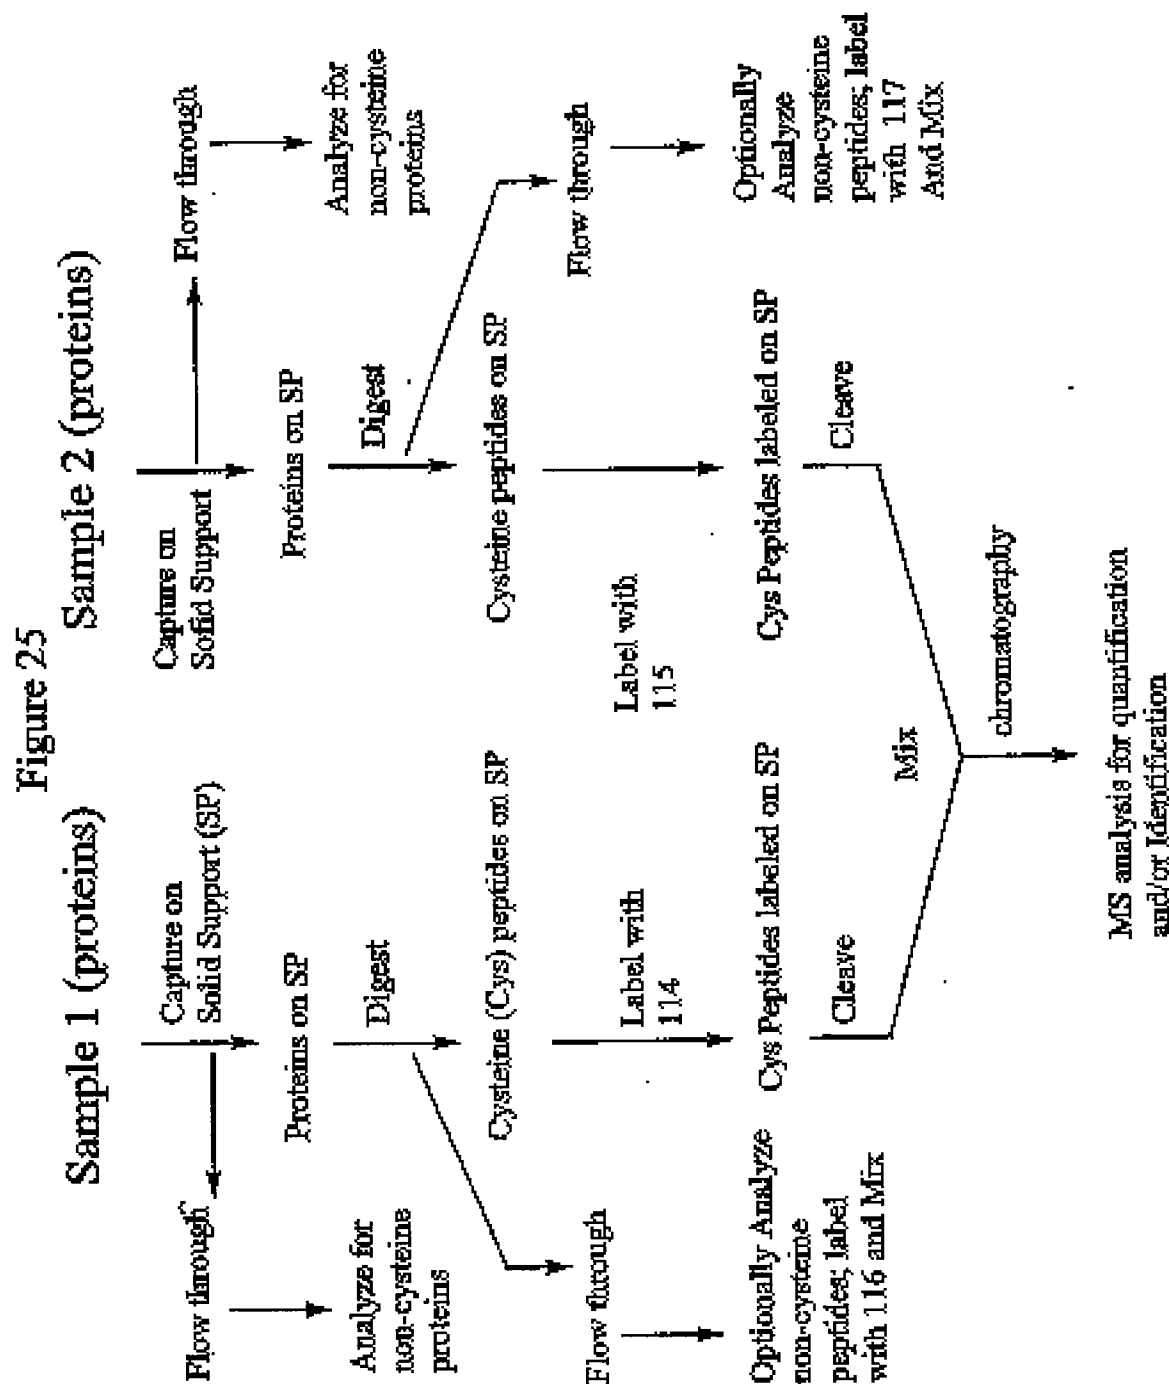 Figure 25
Sample 1 (proteins)
Sample 2 (proteins)
Capture on
Solid Support (SP)
Flow through
Analyze for
non-cysteine
proteins
Proteins on SP
Digest
Flow through
Optionally Analyze
non-cysteine
peptides; label
with 116 and Mix
Cysteine (Cys) peptides on SP
Label with
114
Cys Peptides labeled on SP
Cleave
Capture on
Solid Support
Flow through
Analyze for
non-cysteine
proteins
Proteins on SP
Digest
Flow through
Optionally
Analyze
non-cysteine
peptides; label
with 117
And Mix
Cysteine peptides on SP
Label with
115
Cys Peptides labeled on SP
Cleave
Mix
chromatography
MS analysis for quantification
and/or Identification